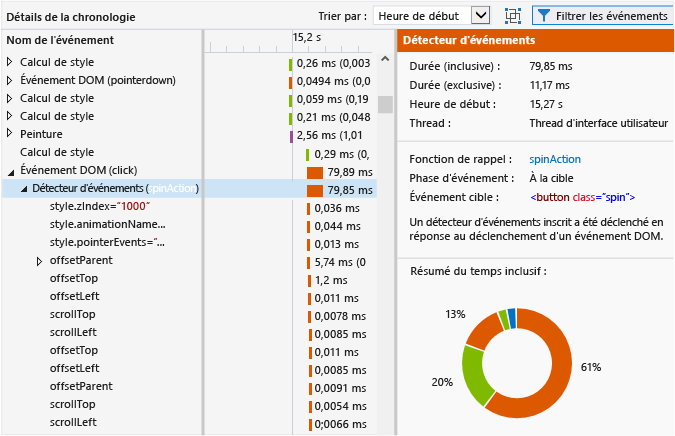 Détails de la chronologie
Trier par : Heure de début
Filtrer les événements
Nom de l'événement
15,2 s
Calcul de style 0,26 ms (0,003
Événement DOM (pointerdown) 0,0494 ms (0,0
Calcul de style 0,059 ms (0,19
Calcul de style 0,21 ms (0,048
Peinture 2,56 ms (1,01
Calcul de style 0,29 ms (0,
Événement DOM (click) 79,89 ms
Détecteur d'événements (spinAction) 79,85 ms
style.zIndex="1000" 0,036 ms
style.animationName... 0,044 ms
style.pointerEvents="... 0,013 ms
offsetParent 5,74 ms (0
offsetTop 1,2 ms
offsetLeft 0,011 ms
scrollTop 0,0078 ms
scrollLeft 0,0085 ms
offsetTop 0,011 ms
offsetLeft 0,0085 ms
offsetParent 0,0091 ms
scrollTop 0,0054 ms
scrollLeft 0;0066 ms
Détecteur d'événements
Durée (inclusive) : 79,85 ms
Durée (exclusive) : 11,17 ms
Heure de début : 15,27 s
Thread : Thread d'interface utilisateur
Fonction de rappel : spinAction
Phase d'événement : À la cible
Événement cible : <button class="spin">
Un détecteur d'événements inscrit a été déclenché en
réponse au déclenchement d'un événement DOM.
Résumé du temps inclusif :
13%
61%
20%